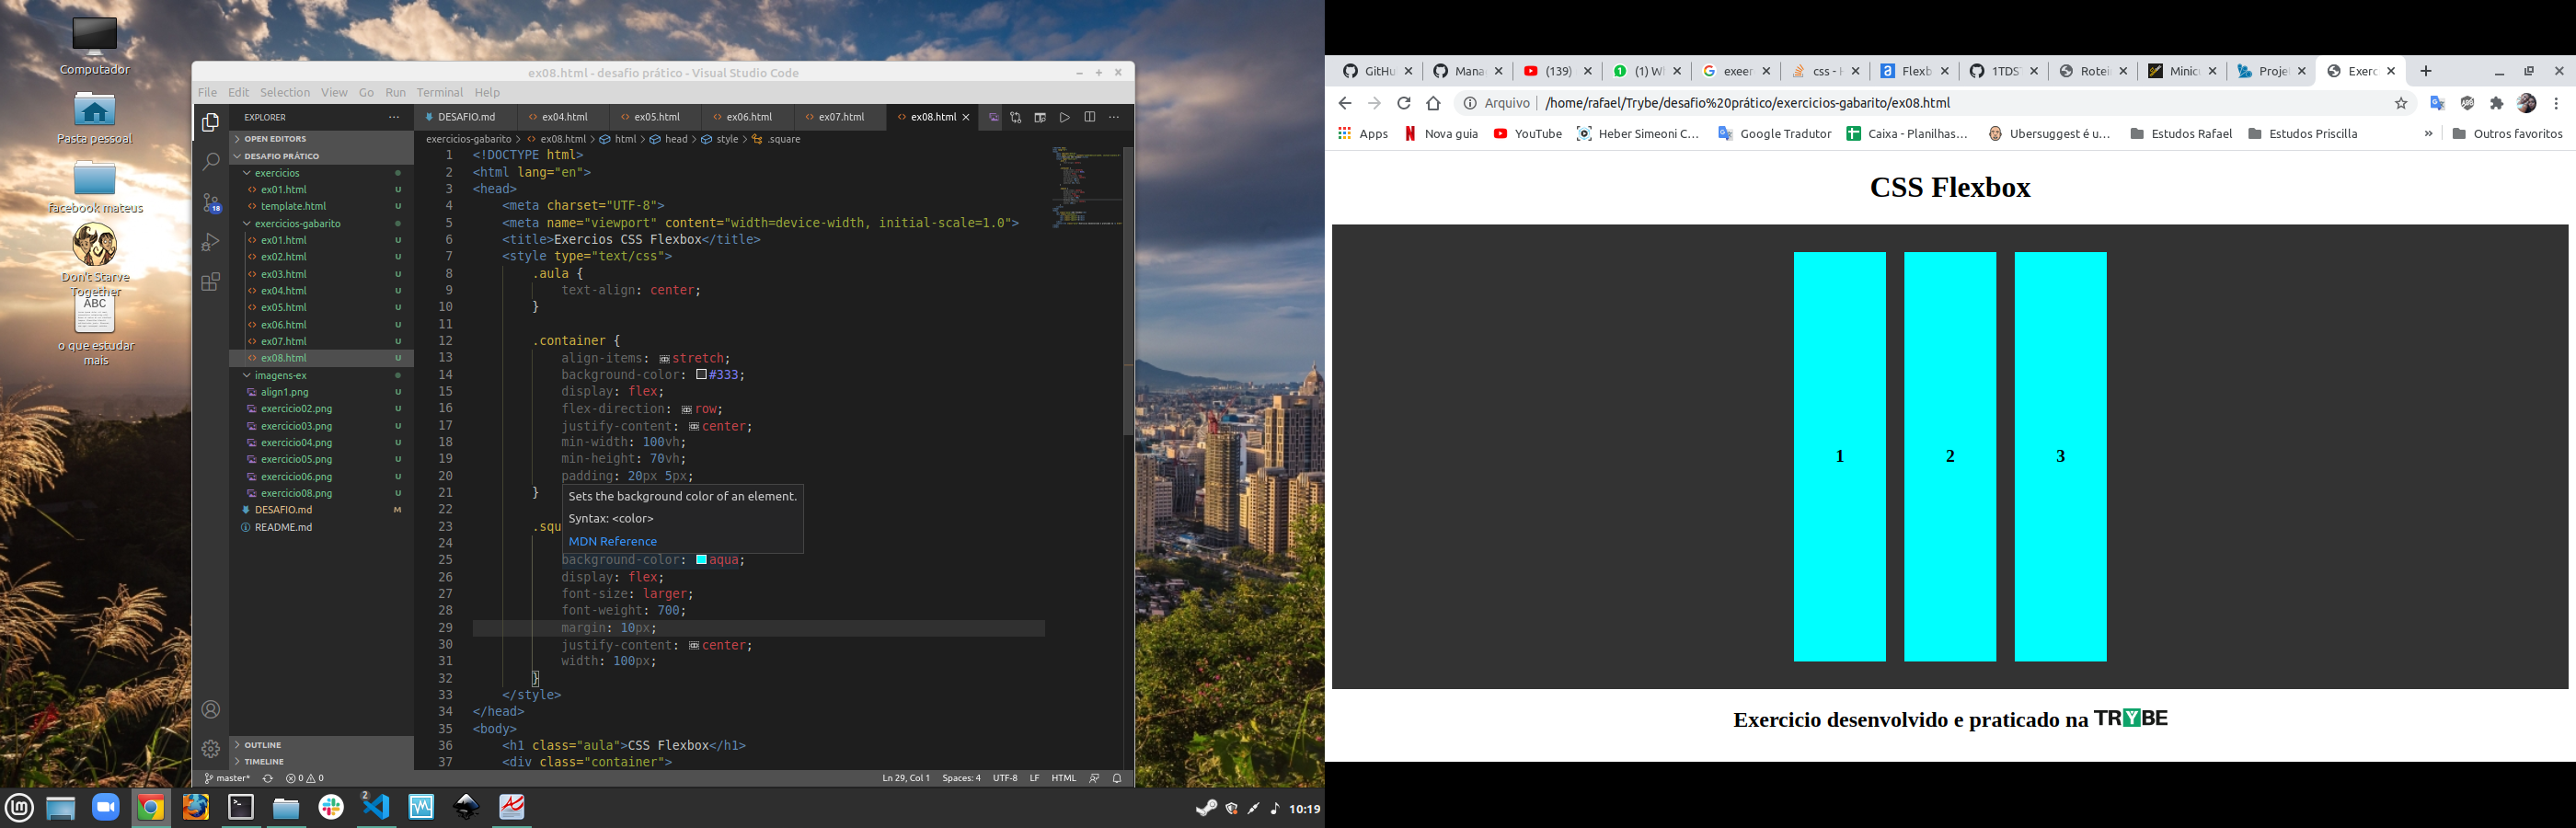 Computador
Pasta pessoal
facebook mateus
Don't Starve
Together
ABC
o que estudar
mais
ex08.html - desafio prático - Visual Studio Code
File Edit Selection View Go Run Terminal Help
EXPLORER
OPEN EDITORS
DESAFIO PRÁTICO
exercicios
ex01.html U
template.html U
exercicios-gabarito
ex01.html U
ex02.html U
ex03.html U
ex04.html U
ex05.html U
ex06.html U
ex07.html U
ex08.html U
imagens-ex
align1.png U
exercicio02.png U
exercicio03.png U
exercicio04.png U
exercicio05.png U
exercicio06.png U
exercicio08.png U
DESAFIO.md M
README.md
OUTLINE
TIMELINE
18
DESAFIO.md ex04.html ex05.html ex06.html ex07.html ex08.html
exercicios-gabarito > ex08.html > html > head > style > .square
1 <!DOCTYPE html>
2 <html lang="en">
3 <head>
4 <meta charset="UTF-8">
5 <meta name="viewport" content="width=device-width, initial-scale=1.0">
6 <title>Exercios CSS Flexbox</title>
7 <style type="text/css">
8 .aula {
9 text-align: center;
10 }
11
12 .container {
13 align-items: stretch;
14 background-color: #333;
15 display: flex;
16 flex-direction: row;
17 justify-content: center;
18 min-width: 100vh;
19 min-height: 70vh;
20 padding: 20px 5px;
21 }
22
23 .squ
24
25 background-color: aqua;
26 display: flex;
27 font-size: larger;
28 font-weight: 700;
29 margin: 10px;
30 justify-content: center;
31 width: 100px;
32 }
33 </style>
34 </head>
35 <body>
36 <h1 class="aula">CSS Flexbox</h1>
37 <div class="container">
Sets the background color of an element.
Syntax: <color>
MDN Reference
master* 0 0 Ln 29, Col 1 Spaces: 4 UTF-8 LF HTML
2
10:19
GitHu Mana (139) (1) W exeer css - H Flexb 1TDS Rotei Minic Projet Exerc
Arquivo /home/rafael/Trybe/desafio%20prático/exercicios-gabarito/ex08.html
Apps Nova guia YouTube Heber Simeoni C... Google Tradutor Caixa - Planilhas... Ubersuggest é u... Estudos Rafael Estudos Priscilla » Outros favoritos
CSS Flexbox
1 2 3
Exercicio desenvolvido e praticado na TRYBE